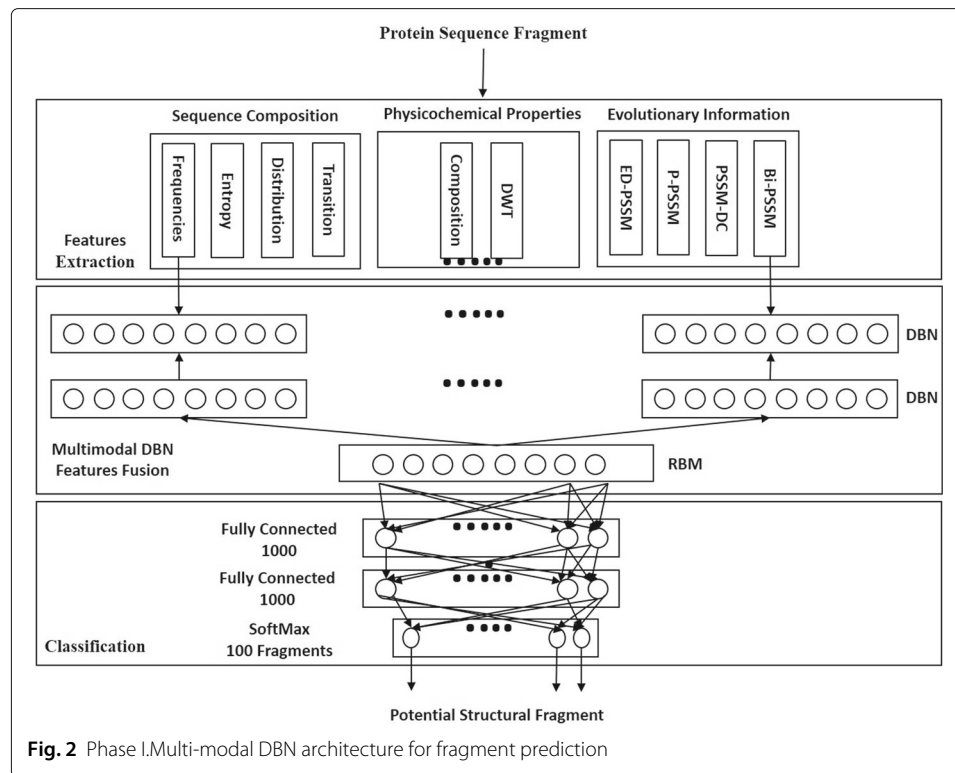 Protein Sequence Fragment
Sequence Composition
Physicochemical Properties
Evolutionary Information
Frequencies
Entropy
Distribution
Transition
Composition
DWT
ED-PSSM
P-PSSM
PSSM-DC
Bi-PSSM
Features
Extraction
DBN
DBN
Multimodal DBN
Features Fusion
RBM
Fully Connected
1000
Fully Connected
1000
SoftMax
100 Fragments
Classification
Potential Structural Fragment
Fig. 2 Phase I.Multi-modal DBN architecture for fragment prediction